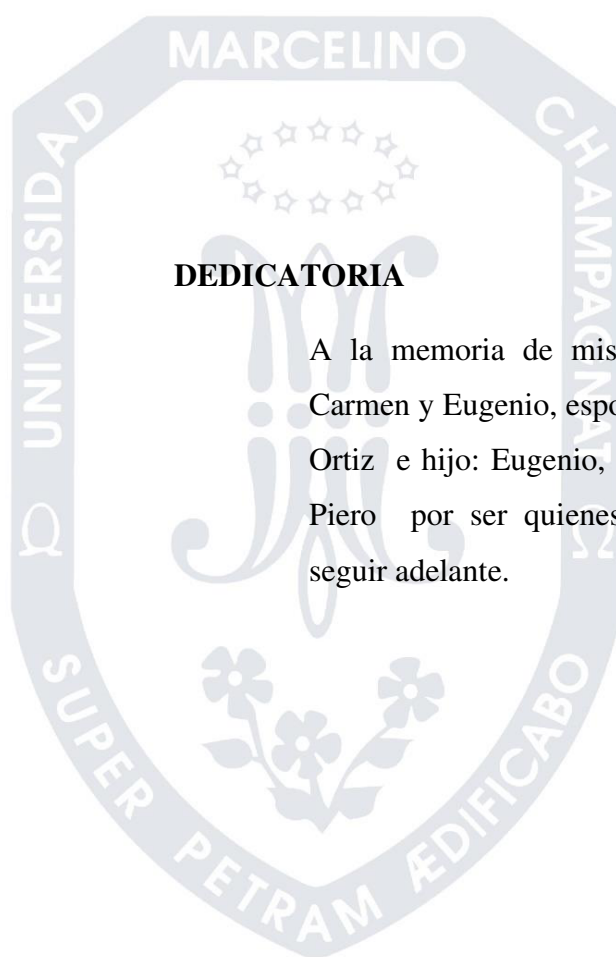 MARCELINO
CHAMPAGNAT
UNIVERSIDAD
DEDICATORIA
A la memoria de mis
Carmen y Eugenio,
Ortiz e hijo: Eugenio,
Piero por ser quienes
seguir adelante.
SUPER PETRAM ÆDIFICABO